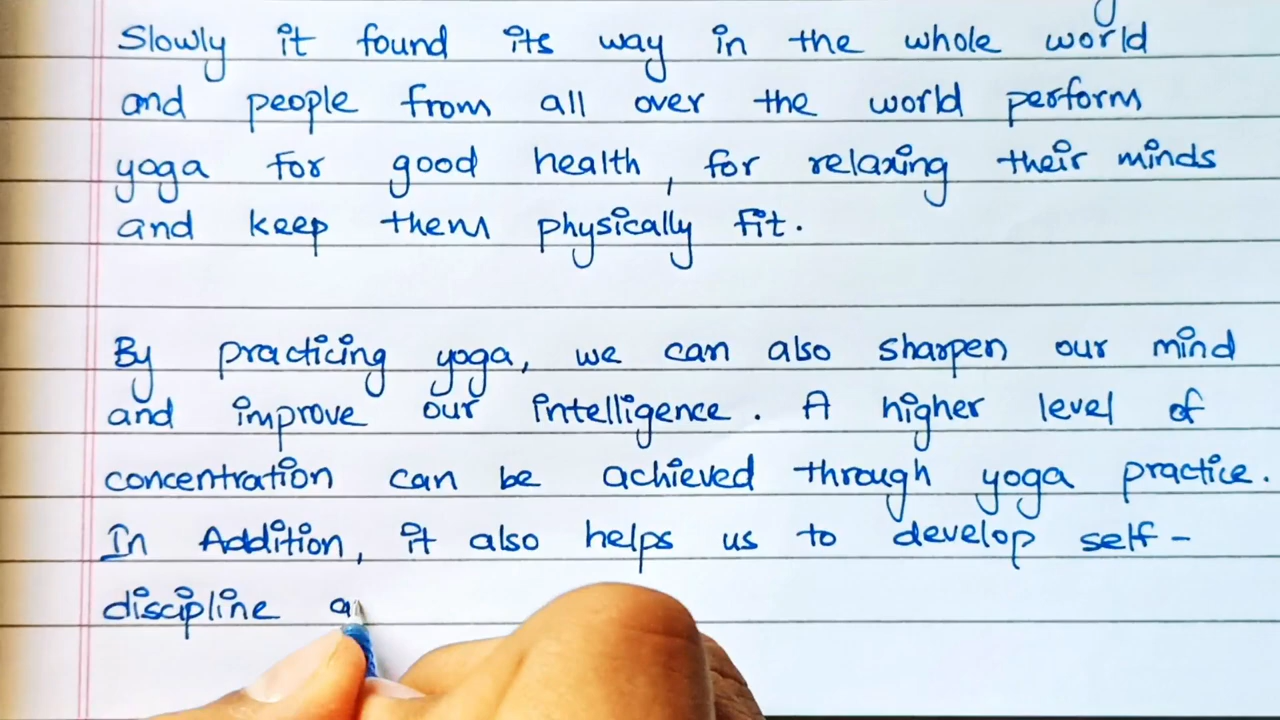 Slowly it found its way in the whole world
and people from all over the world perform
yoga for good health, for relaxing their minds
and keep them physically fit.
By practicing yoga, we can also sharpen our mind
and improve our intelligence. A higher level of
concentration can be achieved through yoga practice.
In Addition, it also helps us to develop self-
discipline